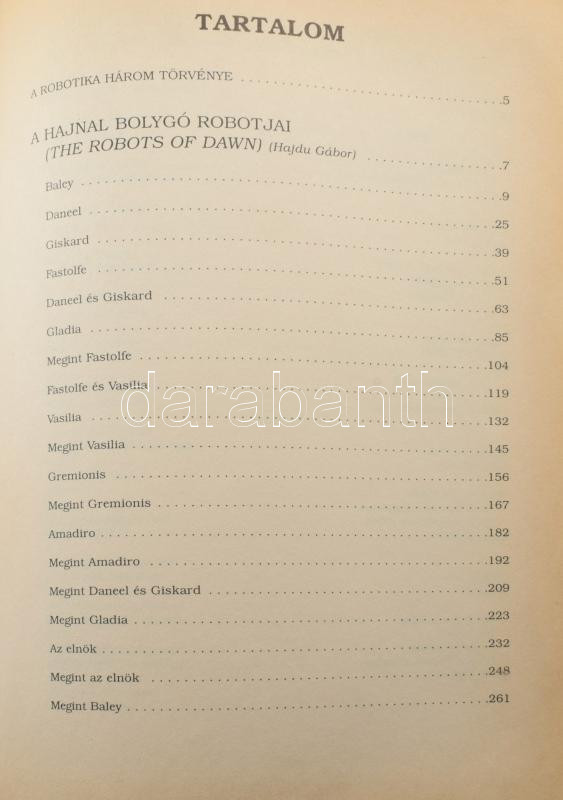 TARTALOM
A ROBOTIKA HÁROM TÖRVÉNYE . . . . . . . . . . . . . . . . . . . . . . . . . . . . .5
A HAJNAL BOLYGÓ ROBOTJAI
(THE ROBOTS OF DAWN) (Hajdu Gábor) . . . . . . . . . . . . . . . .7
Baley . . . . . . . . . . . . . . . . . . . . . . . . . . . . . . . . . . . . . . . . .9
Daneel . . . . . . . . . . . . . . . . . . . . . . . . . . . . . . . . . . . . . . . .25
Giskard . . . . . . . . . . . . . . . . . . . . . . . . . . . . . . . . . . . . . . .39
Fastolfe . . . . . . . . . . . . . . . . . . . . . . . . . . . . . . . . . . . . . . .51
Daneel és Giskard . . . . . . . . . . . . . . . . . . . . . . . . . . . . . . . .63
Gladia . . . . . . . . . . . . . . . . . . . . . . . . . . . . . . . . . . . . . . . .85
Megint Fastolfe . . . . . . . . . . . . . . . . . . . . . . . . . . . . . . . . .104
Fastolfe és Vasilia . . . . . . . . . . . . . . . . . . . . . . . . . . . . . . .119
darabanth
Vasilia . . . . . . . . . . . . . . . . . . . . . . . . . . . . . . . . . . . . . . .132
Megint Vasilia . . . . . . . . . . . . . . . . . . . . . . . . . . . . . . . . . .145
Gremionis . . . . . . . . . . . . . . . . . . . . . . . . . . . . . . . . . . . .156
Megint Gremionis . . . . . . . . . . . . . . . . . . . . . . . . . . . . . . .167
Amadiro . . . . . . . . . . . . . . . . . . . . . . . . . . . . . . . . . . . . . .182
Megint Amadiro . . . . . . . . . . . . . . . . . . . . . . . . . . . . . . . .192
Megint Daneel és Giskard . . . . . . . . . . . . . . . . . . . . . . . . .209
Megint Gladia . . . . . . . . . . . . . . . . . . . . . . . . . . . . . . . . . .223
Az elnök . . . . . . . . . . . . . . . . . . . . . . . . . . . . . . . . . . . . . .232
Megint az elnök . . . . . . . . . . . . . . . . . . . . . . . . . . . . . . . .248
Megint Baley . . . . . . . . . . . . . . . . . . . . . . . . . . . . . . . . . . .261